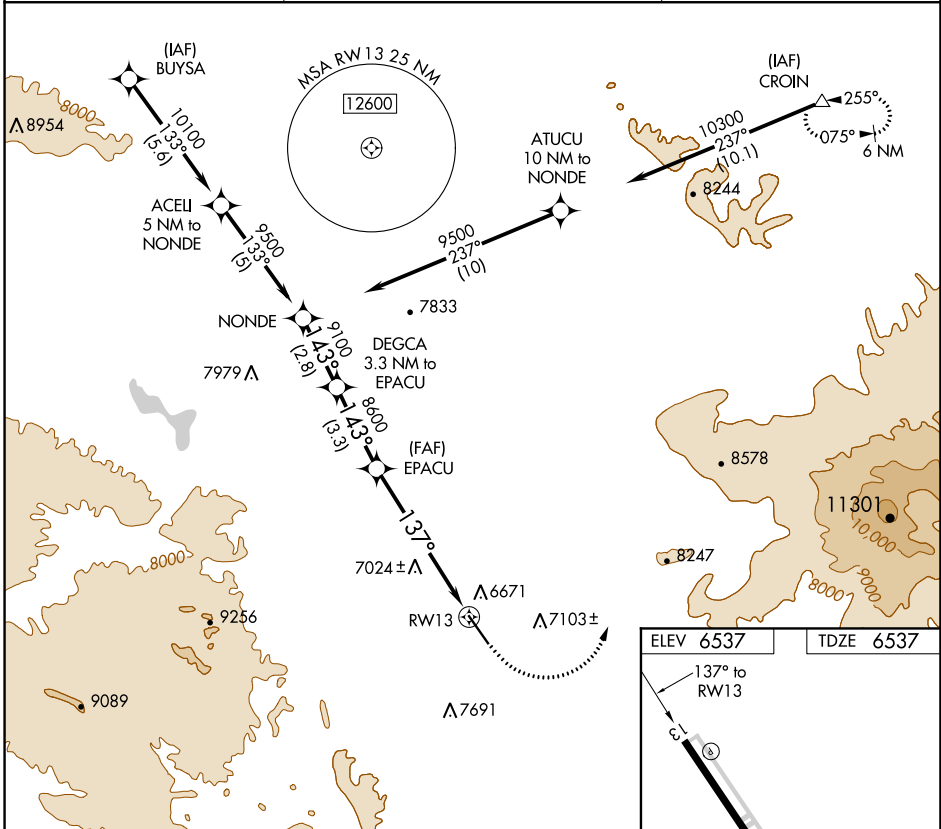 (IAF)
BUYSA
MSA RW13 25 NM
12600
(IAF)
CROIN
255°
075°
6 NM
10300
237°
(10.1)
8000
8954
10100
133°
(5.6)
ATUCU
10 NM to
NONDE
8244
ACELI
5 NM to
NONDE
9500
133°
(5)
9500
237°
(10)
7833
NONDE
9100
143°
(2.8)
DEGCA
3.3 NM to
EPACU
7979
8600
143°
(3.3)
(FAF)
EPACU
8578
11301
10,000
137°
7024±
8000
8247
9000
8000
6671
RW13
7103±
9256
9089
7691
ELEV 6537
TDZE 6537
137° to
RW13
13
P